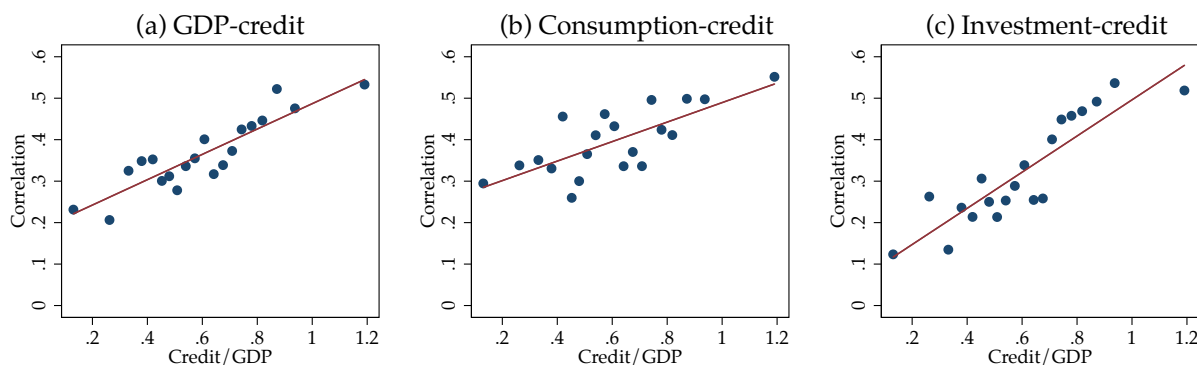 (a) GDP-credit
Correlation
0 .1 .2 .3 .4 .5 .6
.2 .4 .6 .8 1 1.2
Credit/GDP
(b) Consumption-credit
Correlation
0 .1 .2 .3 .4 .5 .6
.2 .4 .6 .8 1 1.2
Credit/GDP
(c) Investment-credit
Correlation
0 .1 .2 .3 .4 .5 .6
.2 .4 .6 .8 1 1.2
Credit/GDP